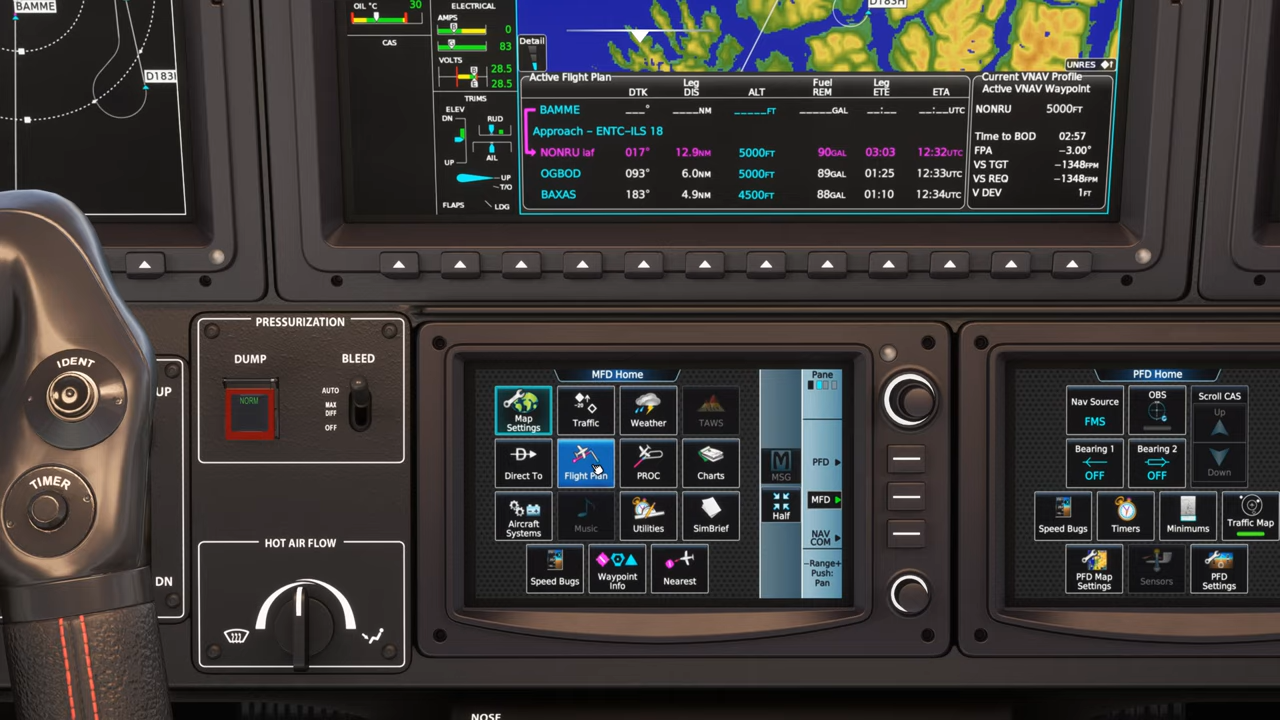 BAMME
D183I
OIL °C
30
CAS
ELECTRICAL
AMPS
0
83
VOLTS
28.5
28.5
TRIMS
ELEV
DN
UP
RUD
AIL
UP
T/O
FLAPS
LDG
D183H
Detail
UNRES
Active Flight Plan
DTK Leg DIS ALT Fuel REM Leg ETE ETA
BAMME ___° ____NM _____FT _____GAL __:__ __:__UTC
Approach – ENTC–ILS 18
NONRU iaf 017° 12.9NM 5000FT 90GAL 03:03 12:32UTC
OGBOD 093° 6.0NM 5000FT 89GAL 01:25 12:33UTC
BAXAS 183° 4.9NM 4500FT 88GAL 01:10 12:34UTC
Current VNAV Profile
Active VNAV Waypoint
NONRU 5000FT
Time to BOD 02:57
FPA −3.00°
VS TGT −1348FPM
VS REQ −1348FPM
V DEV 1FT
IDENT
TIMER
UP
DN
PRESSURIZATION
DUMP
NORM
BLEED
AUTO
MAX DIFF
OFF
HOT AIR FLOW
MFD Home
Map Settings
Traffic
Weather
TAWS
Direct To
Flight Plan
PROC
Charts
Aircraft Systems
Music
Utilities
SimBrief
Speed Bugs
Waypoint Info
Nearest
MSG
Half
Pane
PFD
MFD
NAV COM
−Range+
Push:
Pan
PFD Home
Nav Source
FMS
OBS
Scroll CAS
Up
Down
Bearing 1
OFF
Bearing 2
OFF
Speed Bugs
Timers
Minimums
Traffic Map
PFD Map Settings
Sensors
PFD Settings
NOSE